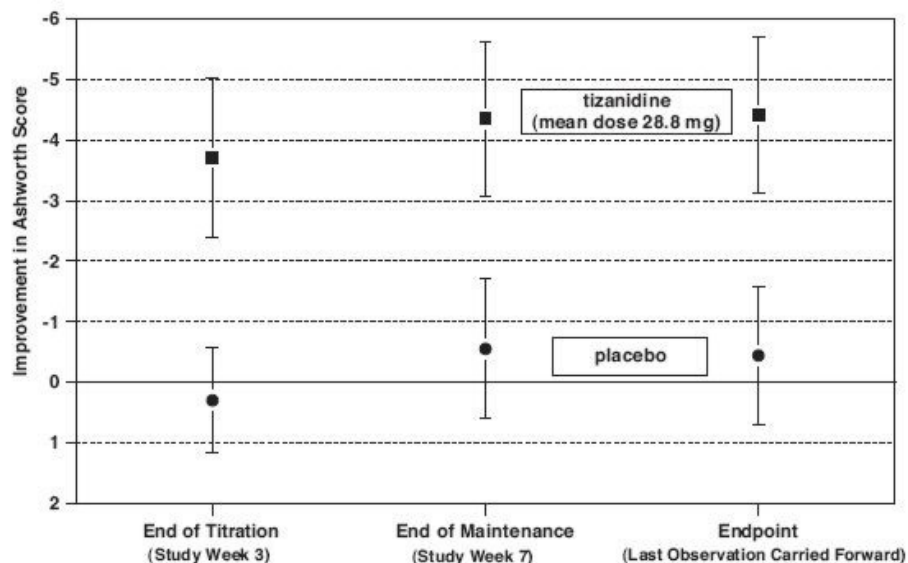 Improvement in Ashworth Score
-6
-5
-4
-3
-2
-1
0
1
2
tizanidine
(mean dose 28.8 mg)
placebo
End of Titration
(Study Week 3)
End of Maintenance
(Study Week 7)
Endpoint
(Last Observation Carried Forward)